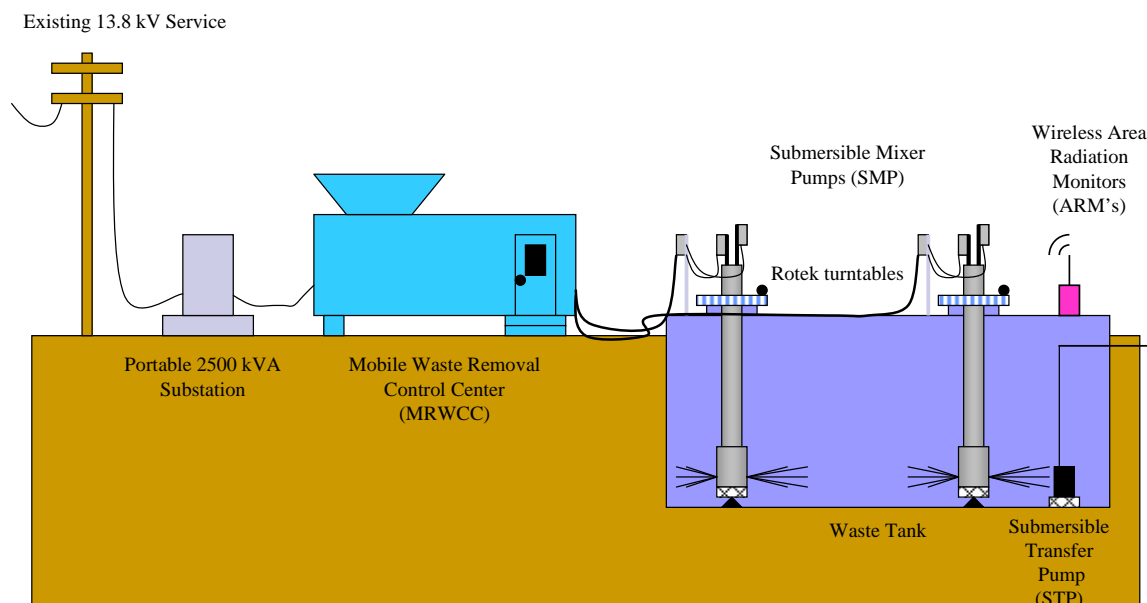 Existing 13.8 kV Service
Wireless Area
Radiation
Monitors
(ARM's)
Submersible Mixer
Pumps (SMP)
Rotek turntables
Portable 2500 kVA
Substation
Mobile Waste Removal
Control Center
(MRWCC)
Waste Tank
Submersible
Transfer
Pump
(STP)